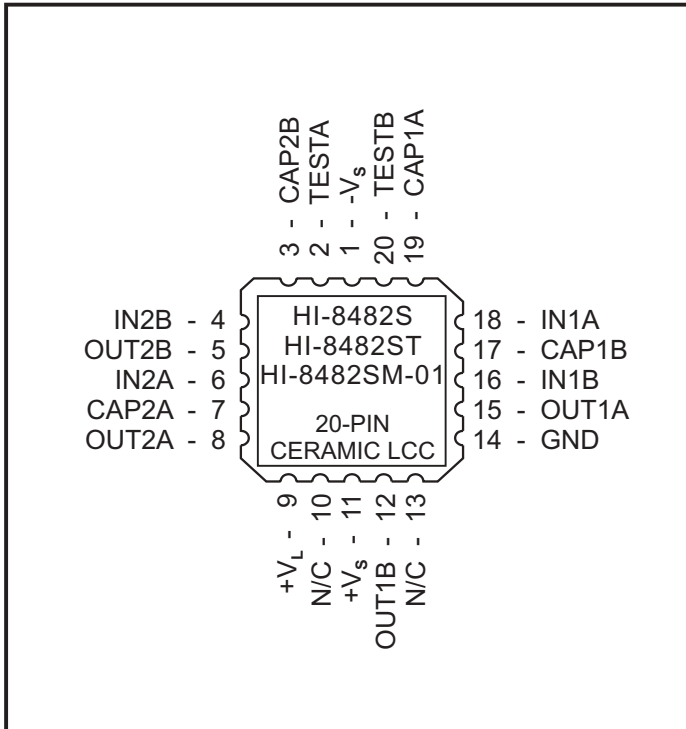 3 - CAP2B
2 - TESTA
1 - -VS
20 - TESTB
19 - CAP1A
IN2B - 4
OUT2B - 5
IN2A - 6
CAP2A - 7
OUT2A - 8
HI-8482S
HI-8482ST
HI-8482SM-01
20-PIN
CERAMIC LCC
18 - IN1A
17 - CAP1B
16 - IN1B
15 - OUT1A
14 - GND
+VL - 9
N/C - 10
+VS - 11
OUT1B - 12
N/C - 13